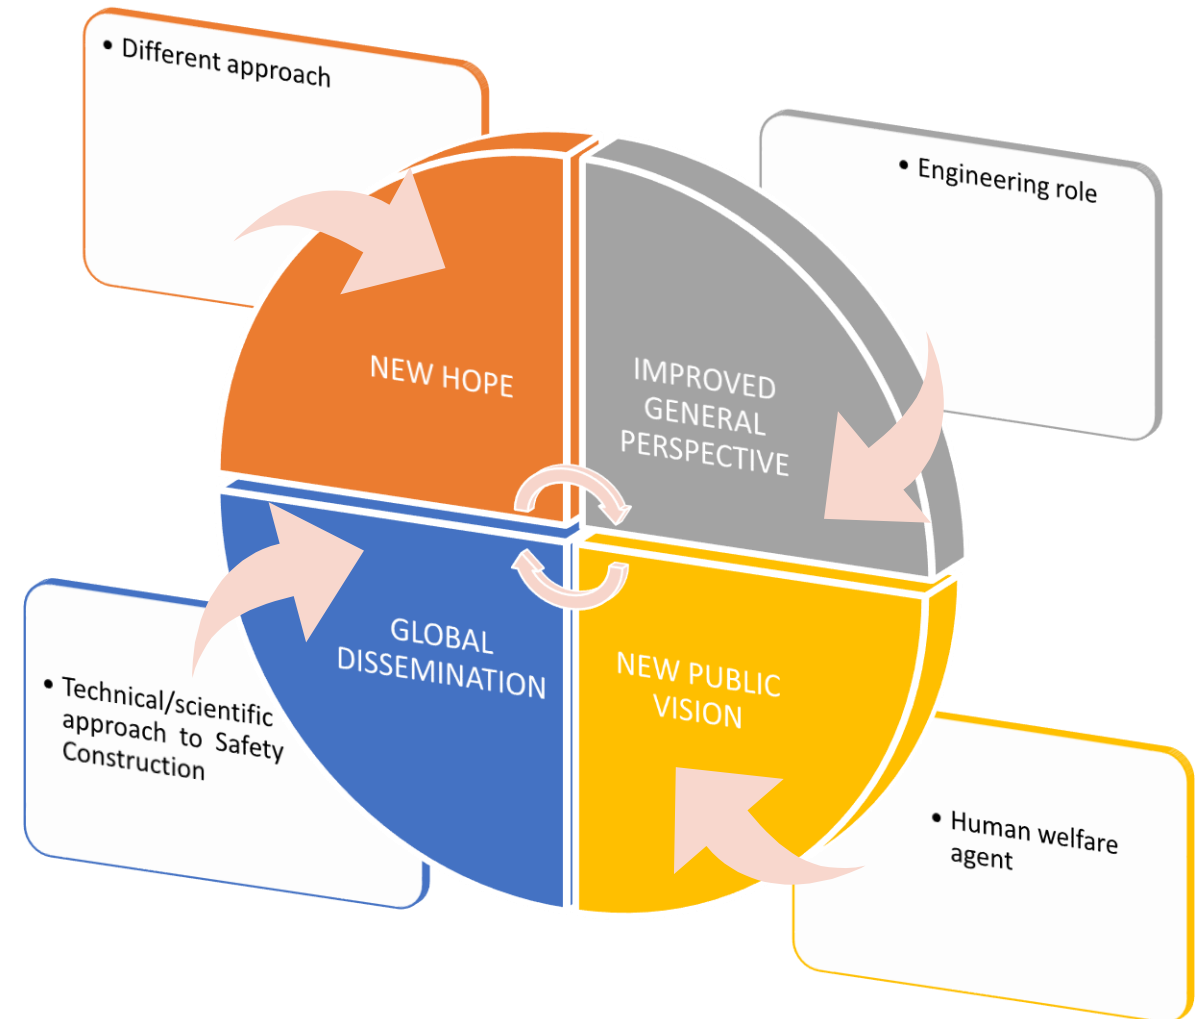 • Different approach
• Engineering role
NEW HOPE
IMPROVED
GENERAL
PERSPECTIVE
GLOBAL
DISSEMINATION
NEW PUBLIC
VISION
• Technical/scientific
approach to Safety
Construction
• Human welfare
agent